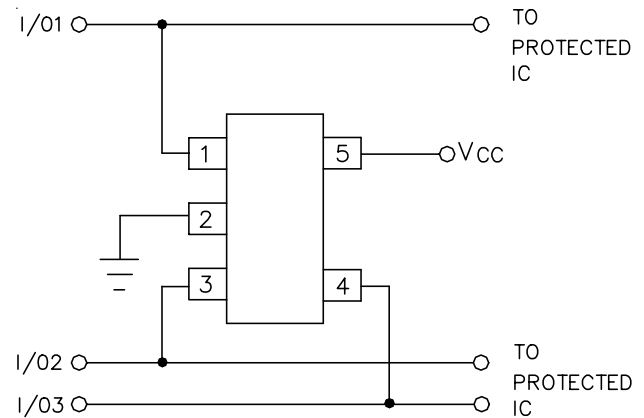 I/01
TO
PROTECTED
IC
1
5
VCC
2
3
4
I/02
TO
PROTECTED
I/03
IC